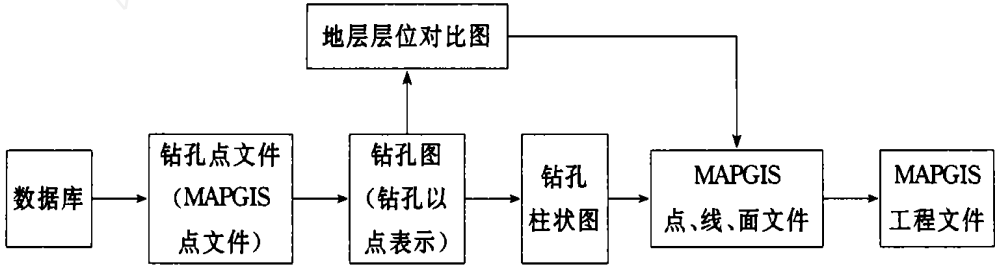 地层层位对比图
数据库
钻孔点文件
(MAPGIS
点文件)
钻孔图
(钻孔以
点表示)
钻孔
柱状图
MAPGIS
点、线、面文件
MAPGIS
工程文件